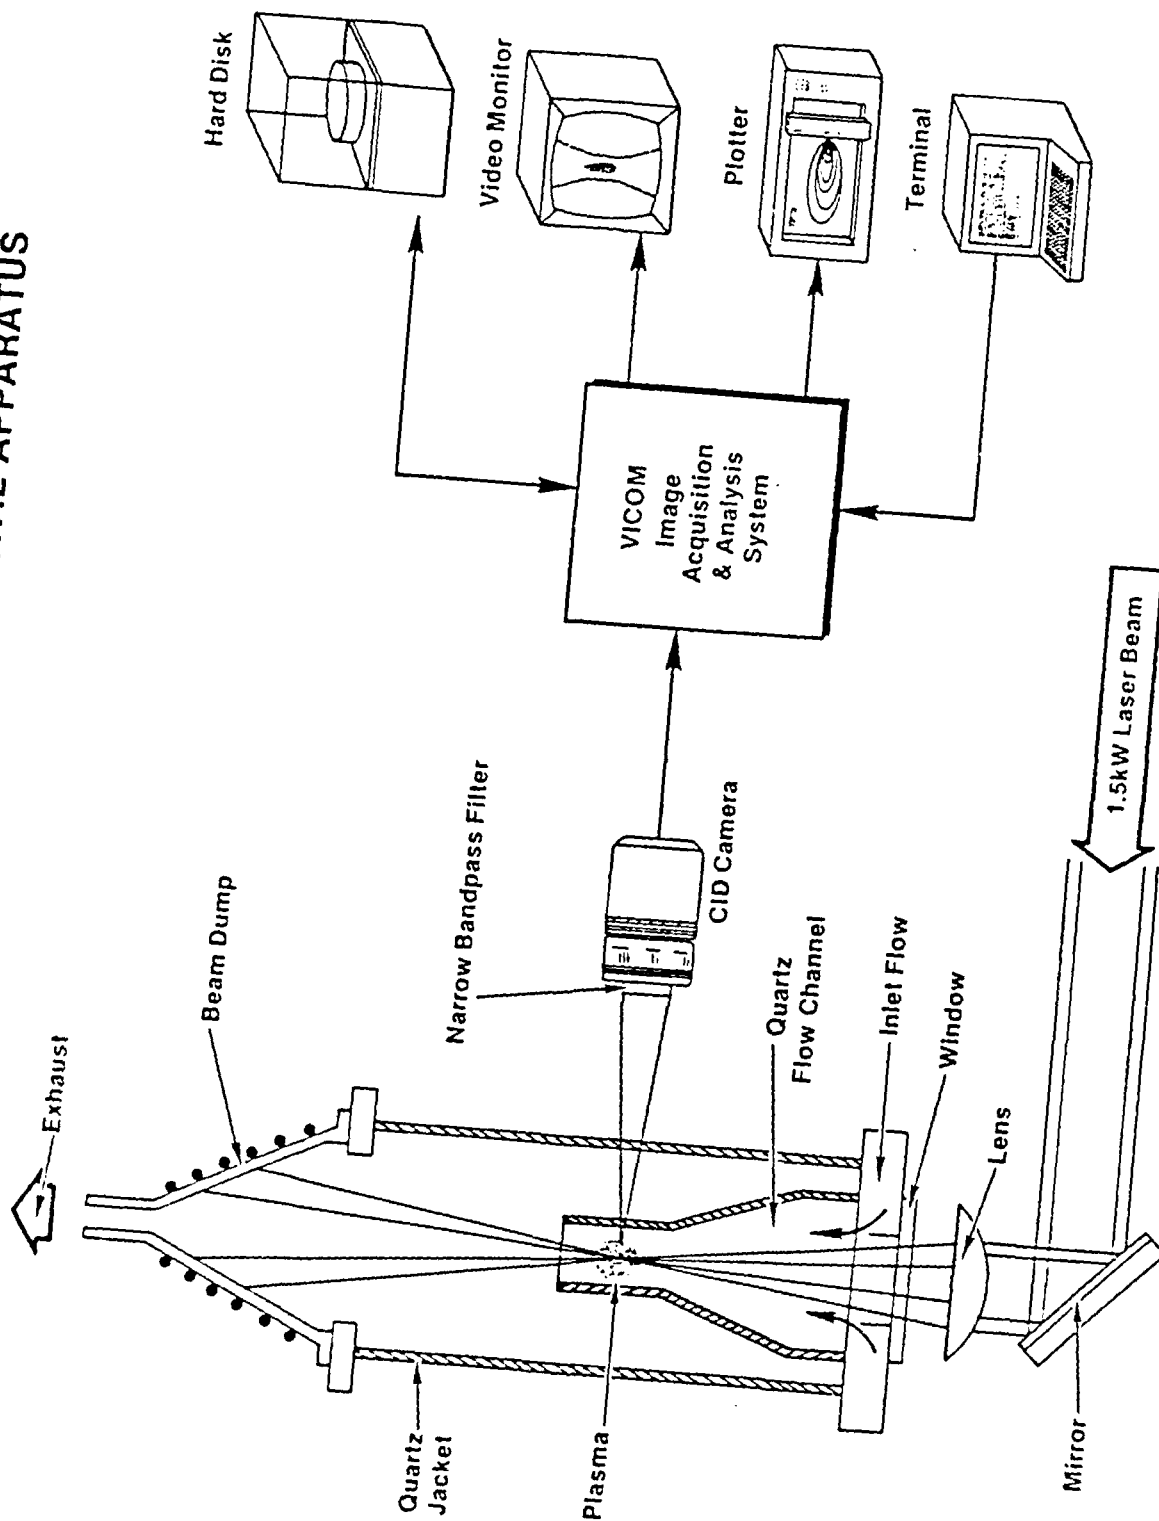 APPARATUS
Exhaust
Beam Dump
Quartz
Jacket
Plasma
Narrow Bandpass Filter
CID Camera
Quartz
Flow Channel
Inlet Flow
Window
Lens
Mirror
1.5kW Laser Beam
VICOM
Image
Acquisition
& Analysis
System
Hard Disk
Video Monitor
Plotter
Terminal